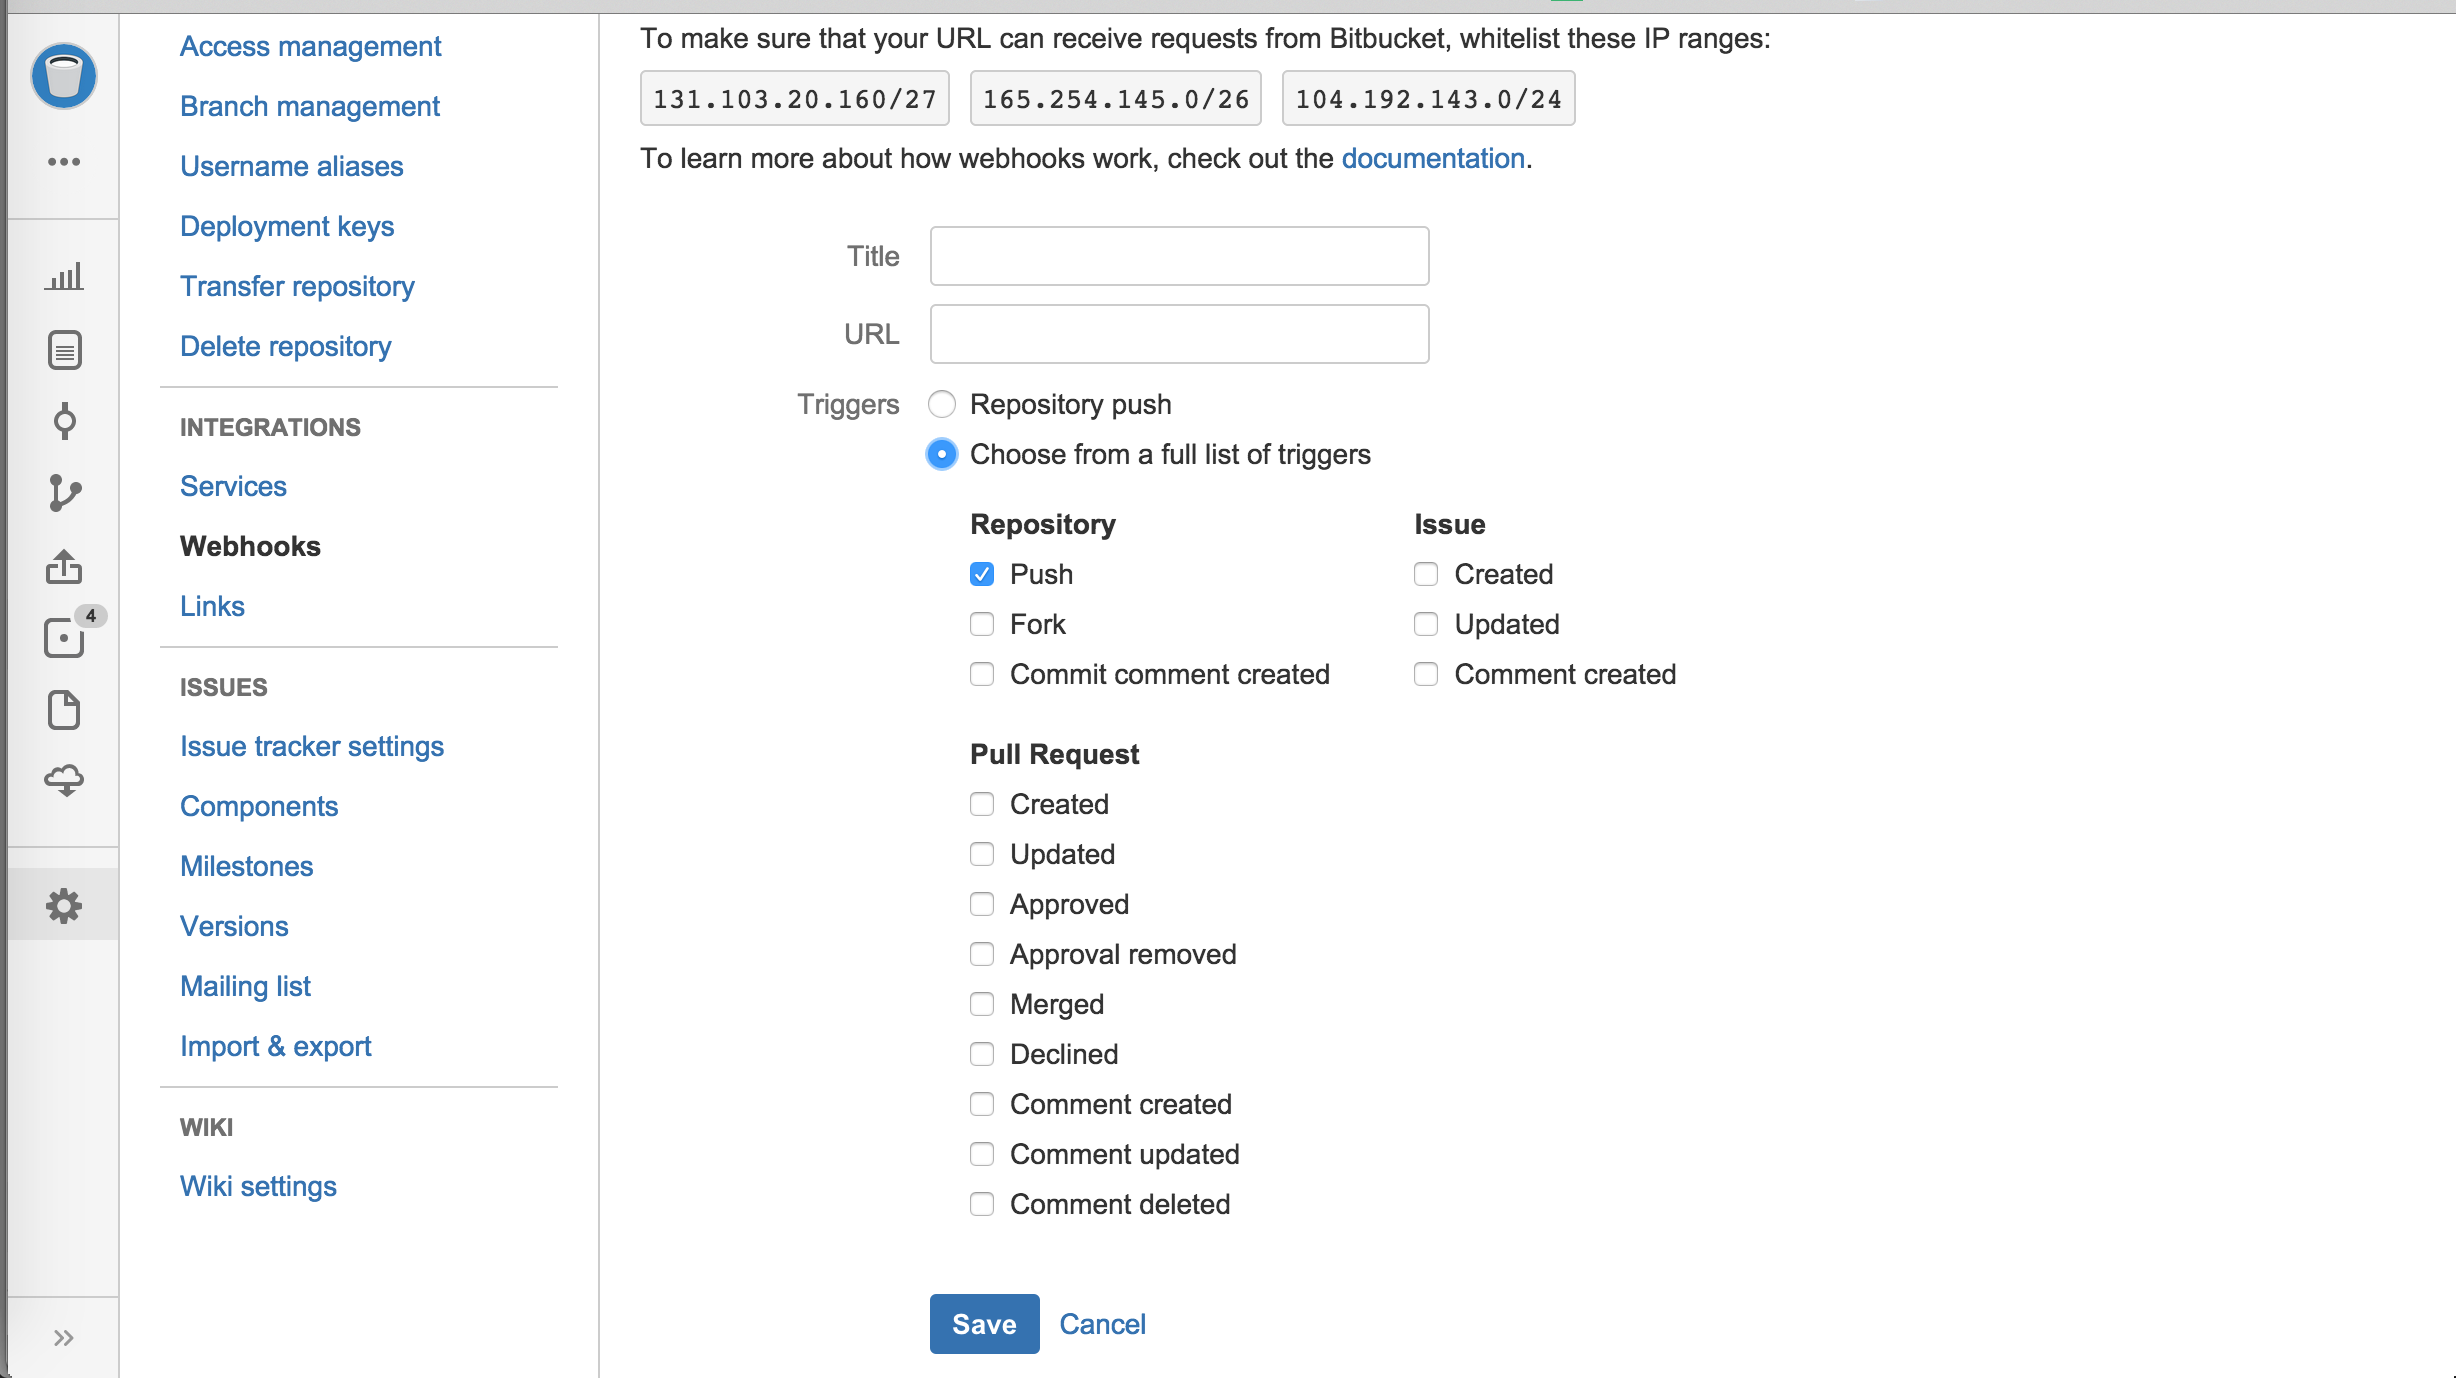 Access management
Branch management
Username aliases
Deployment keys
Transfer repository
Delete repository
INTEGRATIONS
Services
Webhooks
Links
4
ISSUES
Issue tracker settings
Components
Milestones
Versions
Mailing list
Import & export
WIKI
Wiki settings
To make sure that your URL can receive requests from Bitbucket, whitelist these IP ranges:
131.103.20.160/27 165.254.145.0/26 104.192.143.0/24
To learn more about how webhooks work, check out the documentation.
Title
URL
Triggers Repository push
Choose from a full list of triggers
Repository
Push
Fork
Commit comment created
Issue
Created
Updated
Comment created
Pull Request
Created
Updated
Approved
Approval removed
Merged
Declined
Comment created
Comment updated
Comment deleted
Save Cancel